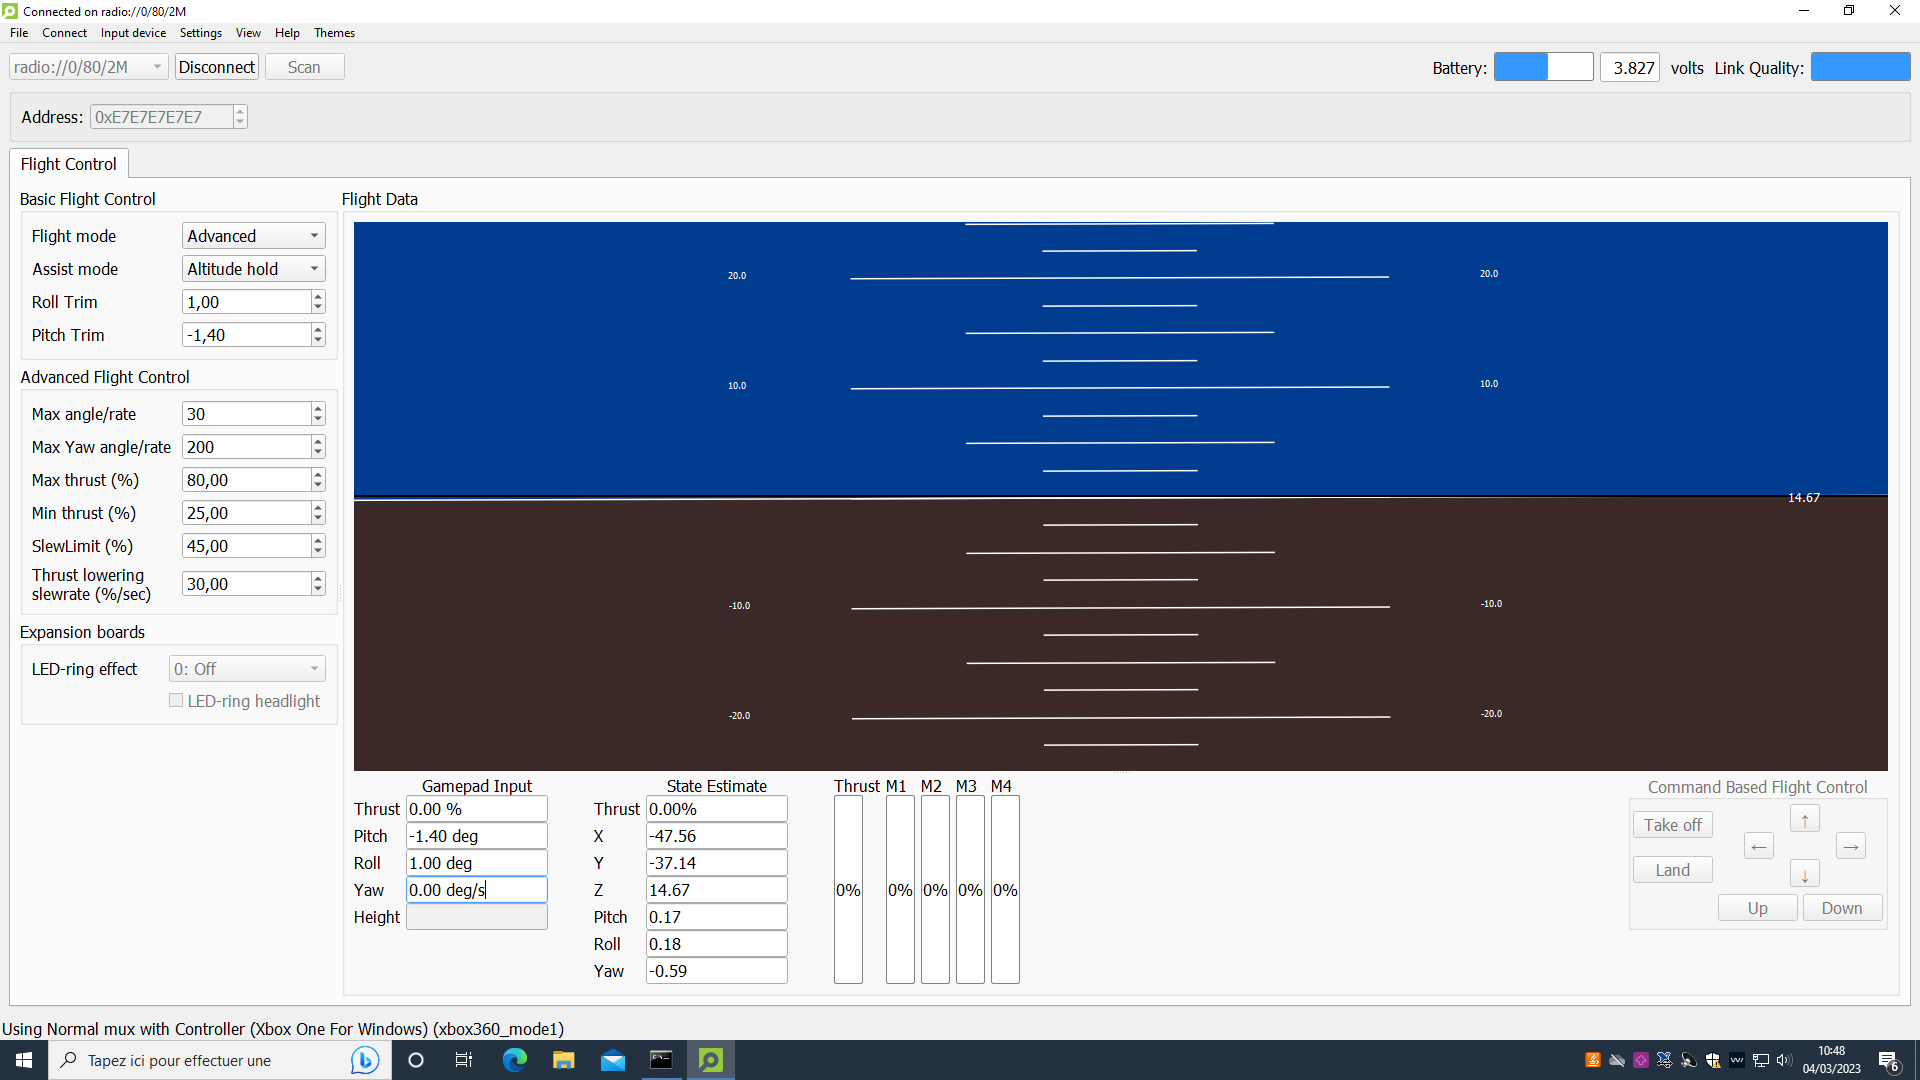 Connected on radio://0/80/2M
File Connect Input device Settings View Help Themes
radio://0/80/2M Disconnect Scan Battery: 3.827 volts Link Quality:
Address: 0xE7E7E7E7E7
Flight Control
Basic Flight Control
Flight mode Advanced
Assist mode Altitude hold
Roll Trim 1,00
Pitch Trim -1,40
Advanced Flight Control
Max angle/rate 30
Max Yaw angle/rate 200
Max thrust (%) 80,00
Min thrust (%) 25,00
SlewLimit (%) 45,00
Thrust lowering
slewrate (%/sec) 30,00
Expansion boards
LED-ring effect 0: Off
LED-ring headlight
Flight Data
20.0 20.0
10.0 10.0
14.67
-10.0 -10.0
-20.0 -20.0
Gamepad Input
Thrust 0.00 %
Pitch -1.40 deg
Roll 1.00 deg
Yaw 0.00 deg/s
Height
State Estimate
Thrust 0.00%
X -47.56
Y -37.14
Z 14.67
Pitch 0.17
Roll 0.18
Yaw -0.59
Thrust M1 M2 M3 M4
0% 0% 0% 0% 0%
Command Based Flight Control
Take off ↑
← →
Land ↓
Up Down
Using Normal mux with Controller (Xbox One For Windows) (xbox360_mode1)
Tapez ici pour effectuer une
10:48
04/03/2023
6